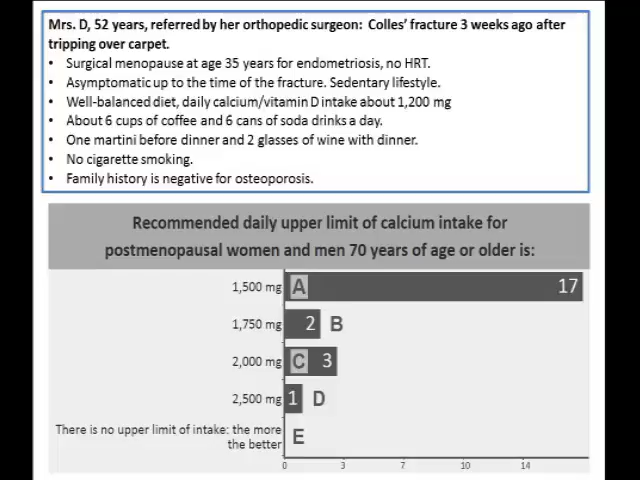 Mrs. D, 52 years, referred by her orthopedic surgeon: Colles' fracture 3 weeks ago after
tripping over carpet.
• Surgical menopause at age 35 years for endometriosis, no HRT.
• Asymptomatic up to the time of the fracture. Sedentary lifestyle.
• Well-balanced diet, daily calcium/vitamin D intake about 1,200 mg
• About 6 cups of coffee and 6 cans of soda drinks a day.
• One martini before dinner and 2 glasses of wine with dinner.
• No cigarette smoking.
• Family history is negative for osteoporosis.
Recommended daily upper limit of calcium intake for
postmenopausal women and men 70 years of age or older is:
1,500 mg A 17
1,750 mg 2 B
2,000 mg C 3
2,500 mg 1 D
There is no upper limit of intake: the more
the better E
0 3 7 10 14